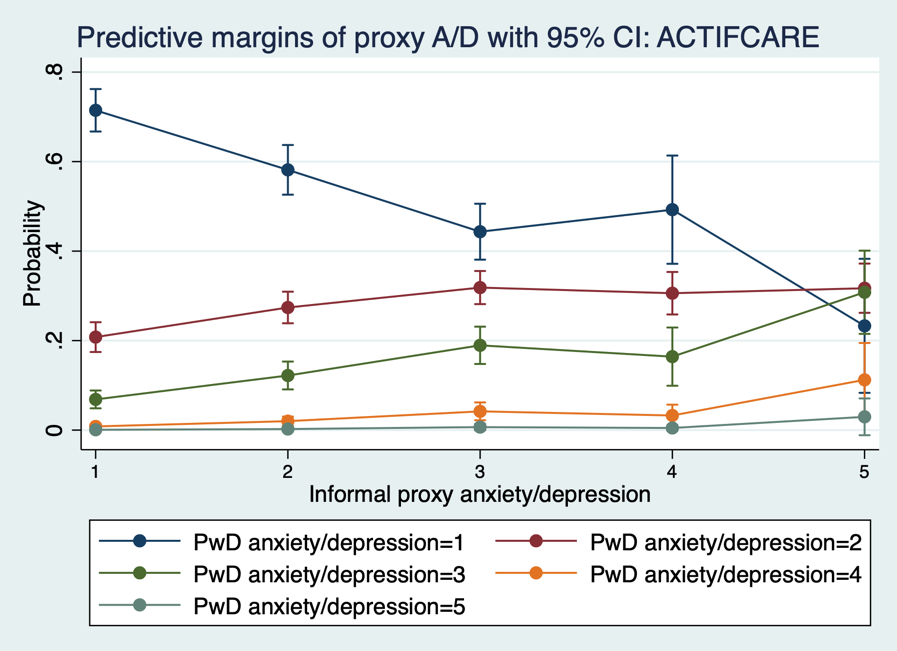 Predictive margins of proxy A/D with 95% CI: ACTIFCARE
Probability
.8
.6
.4
.2
0
1 2 3 4 5
Informal proxy anxiety/depression
PwD anxiety/depression=1 PwD anxiety/depression=2
PwD anxiety/depression=3 PwD anxiety/depression=4
PwD anxiety/depression=5